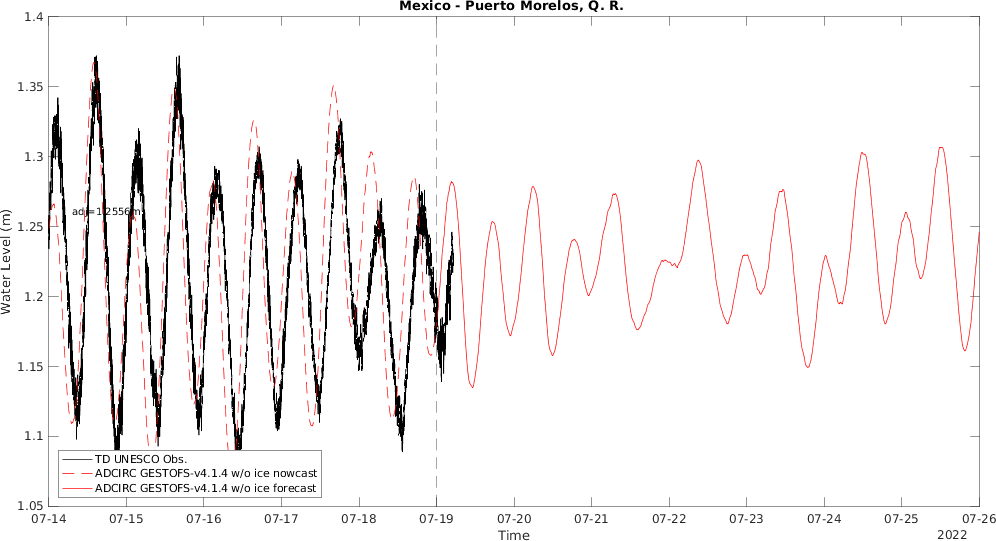 Mexico - Puerto Morelos, Q. R.
1.4
1.35
1.3
1.25
1.2
1.15
1.1
1.05
Water Level (m)
adj=1.2556m
TD UNESCO Obs.
ADCIRC GESTOFS-v4.1.4 w/o ice nowcast
ADCIRC GESTOFS-v4.1.4 w/o ice forecast
07-14 07-15 07-16 07-17 07-18 07-19 07-20 07-21 07-22 07-23 07-24 07-25 07-26
Time
2022